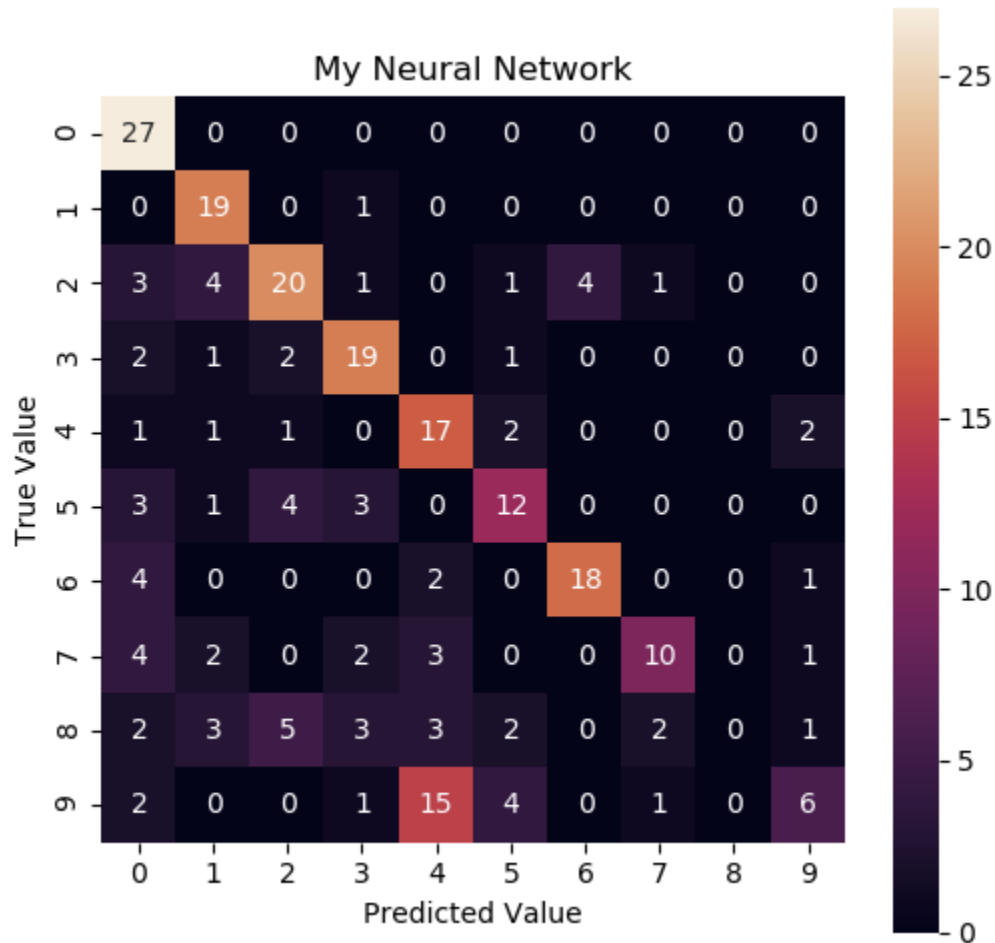 My Neural Network
0 27 0 0 0 0 0 0 0 0 0
1 0 19 0 1 0 0 0 0 0 0
2 3 4 20 1 0 1 4 1 0 0
3 2 1 2 19 0 1 0 0 0 0
4 1 1 1 0 17 2 0 0 0 2
5 3 1 4 3 0 12 0 0 0 0
6 4 0 0 0 2 0 18 0 0 1
7 4 2 0 2 3 0 0 10 0 1
8 2 3 5 3 3 2 0 2 0 1
9 2 0 0 1 15 4 0 1 0 6
0 1 2 3 4 5 6 7 8 9
True Value
Predicted Value
25
20
15
10
5
0